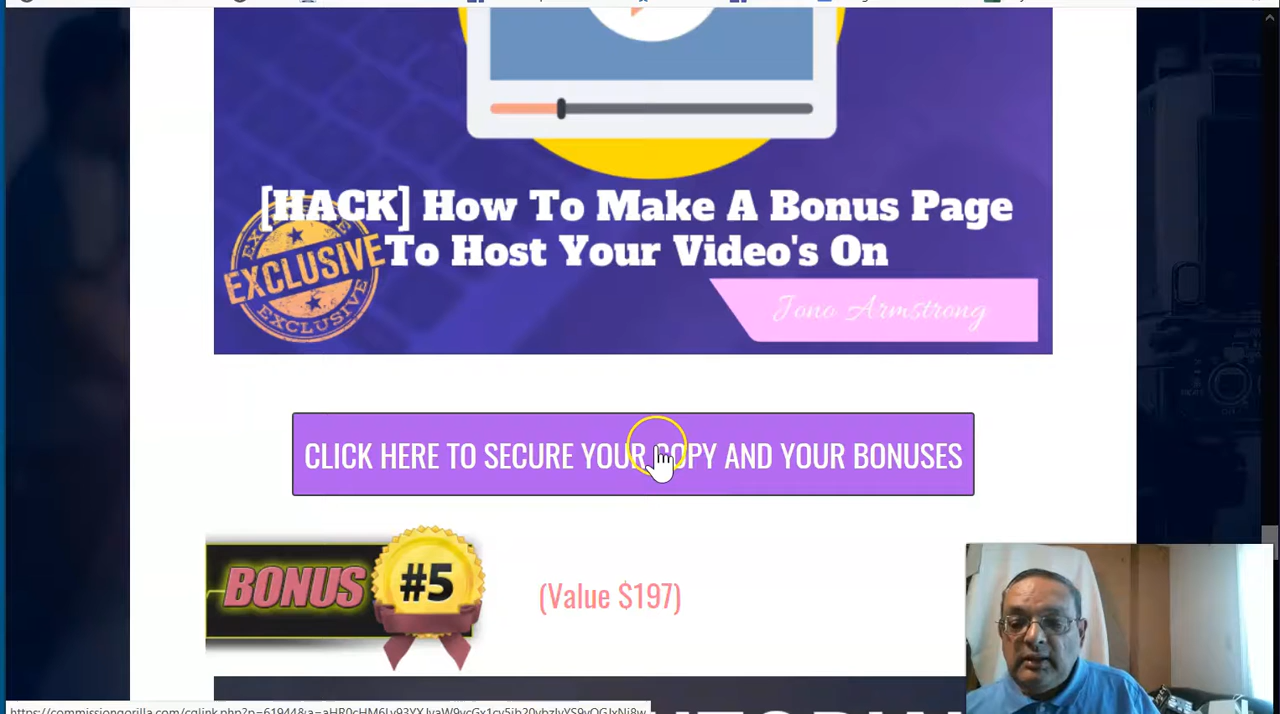 [HACK] How To Make A Bonus Page
To Host Your Video's On
EXCLUSIVE
EXCLUSIVE
Jono Armstrong
CLICK HERE TO SECURE YOUR COPY AND YOUR BONUSES
BONUS #5
(Value $197)